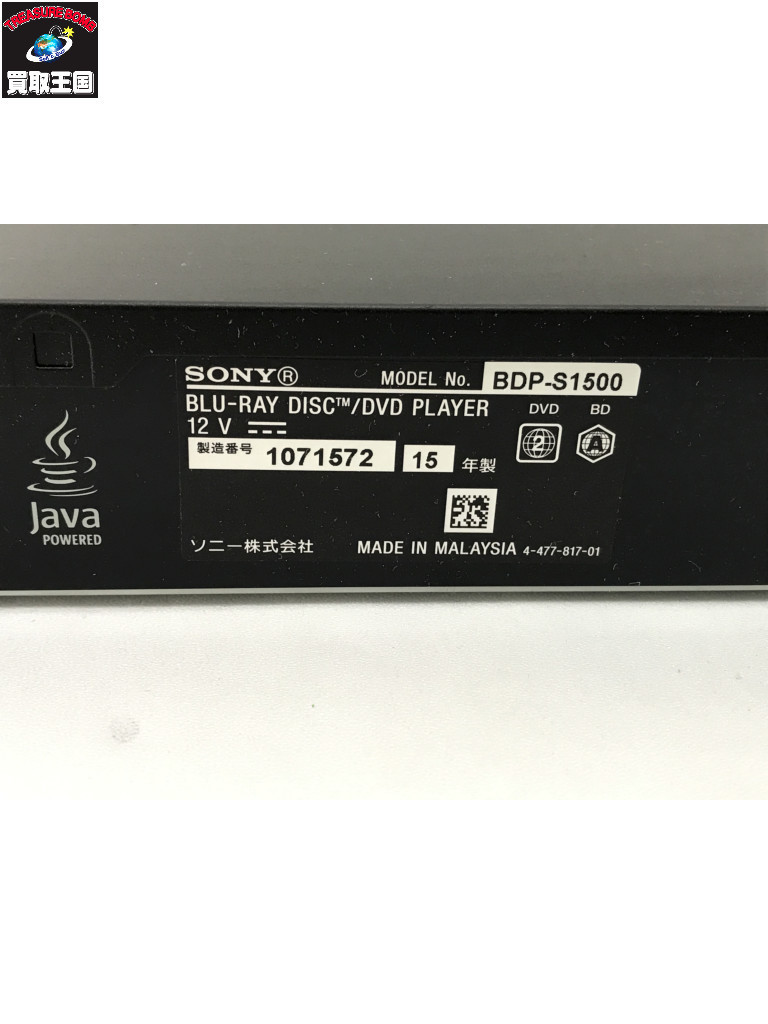 TREASURE BOMB
買取王国
SONY® MODEL No. BDP-S1500
BLU-RAY DISC™/DVD PLAYER DVD BD
12 V 2 A
製造番号 1071572 15 年製
Java
POWERED
ソニー株式会社 MADE IN MALAYSIA 4-477-817-01